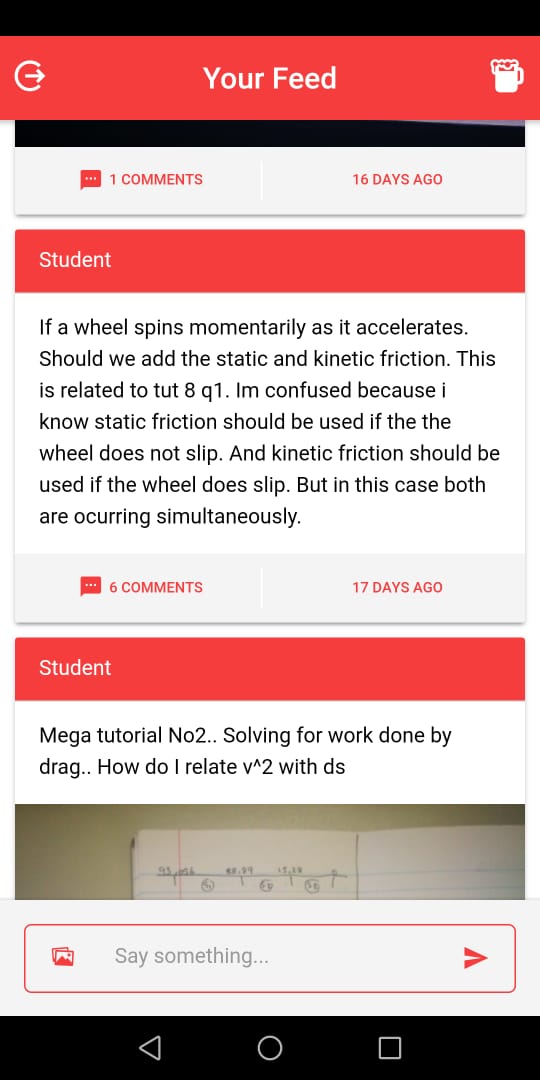 Your Feed
1 COMMENTS
16 DAYS AGO
Student
If a wheel spins momentarily as it accelerates.
Should we add the static and kinetic friction. This
is related to tut 8 q1. Im confused because i
know static friction should be used if the the
wheel does not slip. And kinetic friction should be
used if the wheel does slip. But in this case both
are ocurring simultaneously.
6 COMMENTS
17 DAYS AGO
Student
Mega tutorial No2.. Solving for work done by
drag.. How do I relate v^2 with ds
Say something...